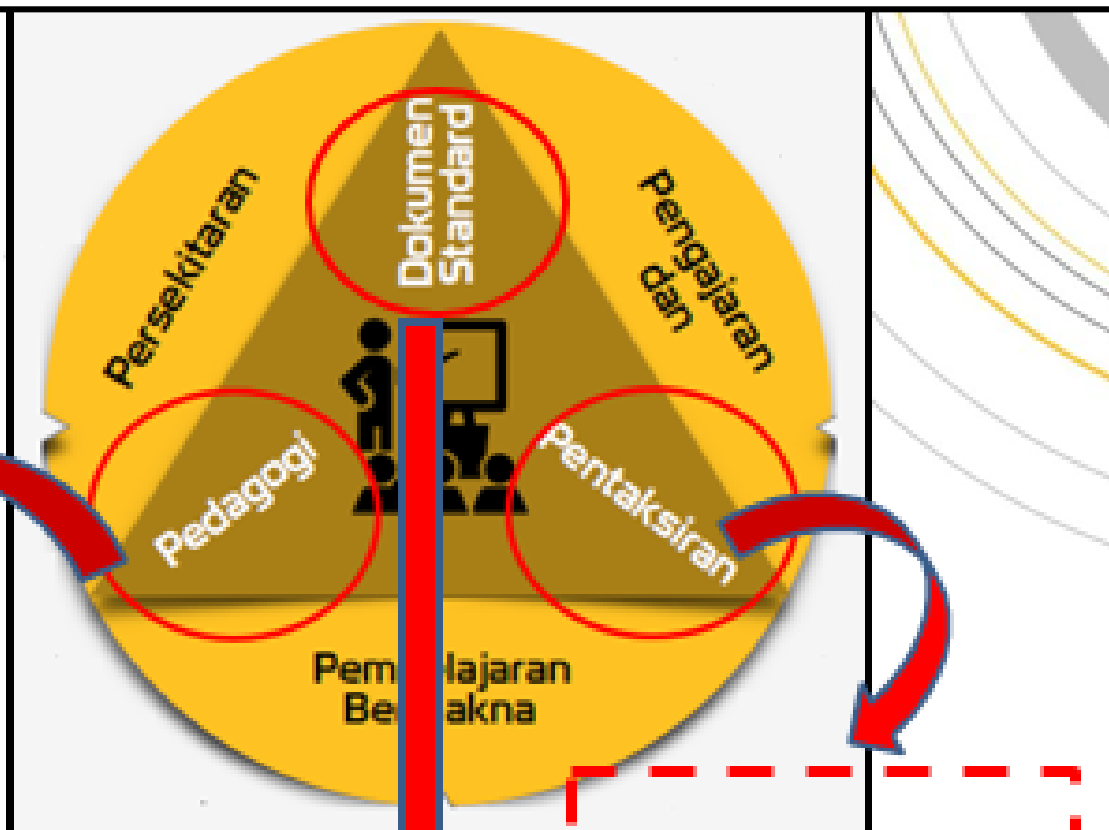 Dokumen
Standard
Persekitaran
Pengajaran
dan
Pedagogi
Pentaksiran